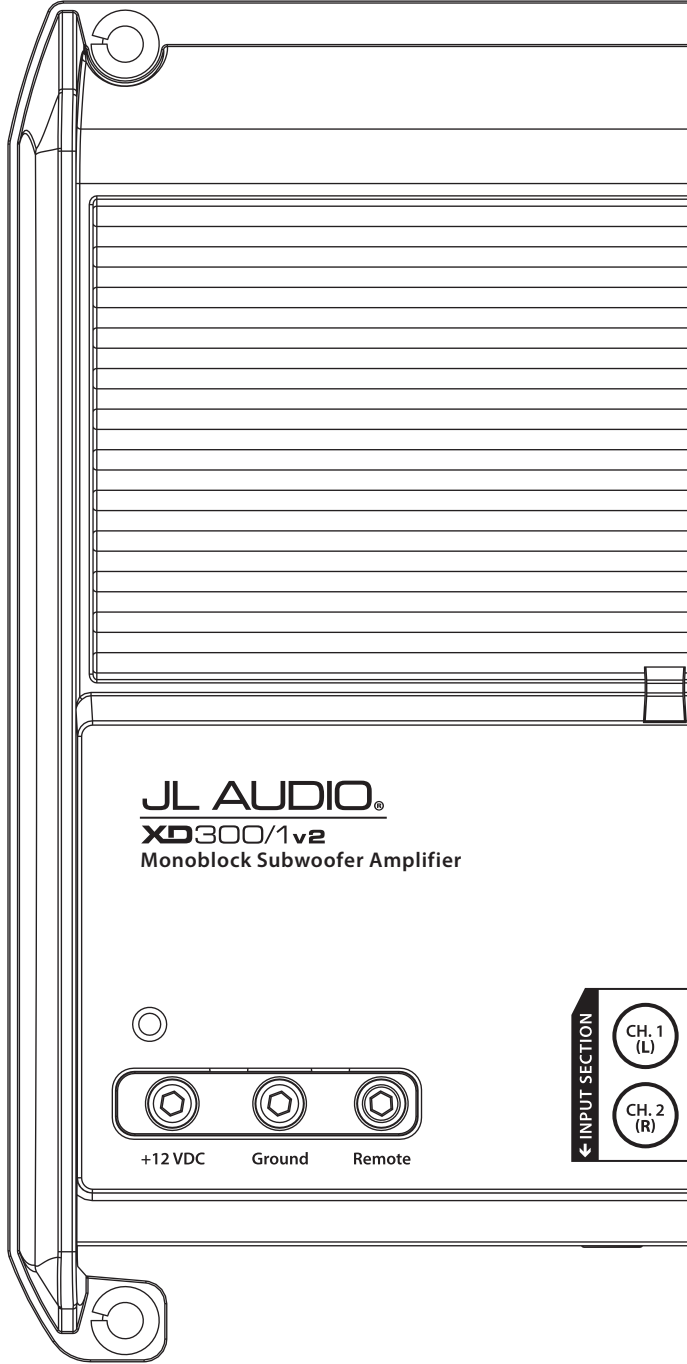 JL AUDIO®
XD300/1v2
Monoblock Subwoofer Amplifier
← INPUT SECTION
CH. 1
(L)
CH. 2
(R)
+12 VDC
Ground
Remote